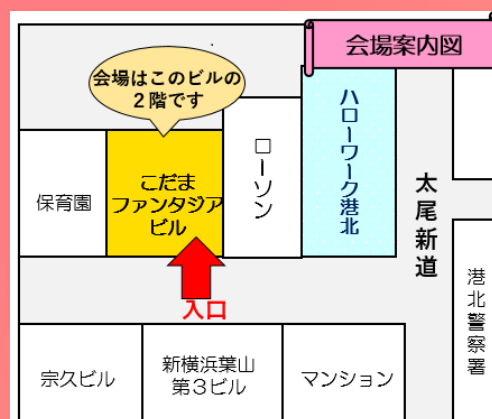 会場案内図
会場はこのビルの
２階です
保育園
こだま
ファンタジア
ビル
ローソン
ハローワーク港北
太尾新道
入口
港北警察署
宗久ビル
新横浜葉山
第３ビル
マンション